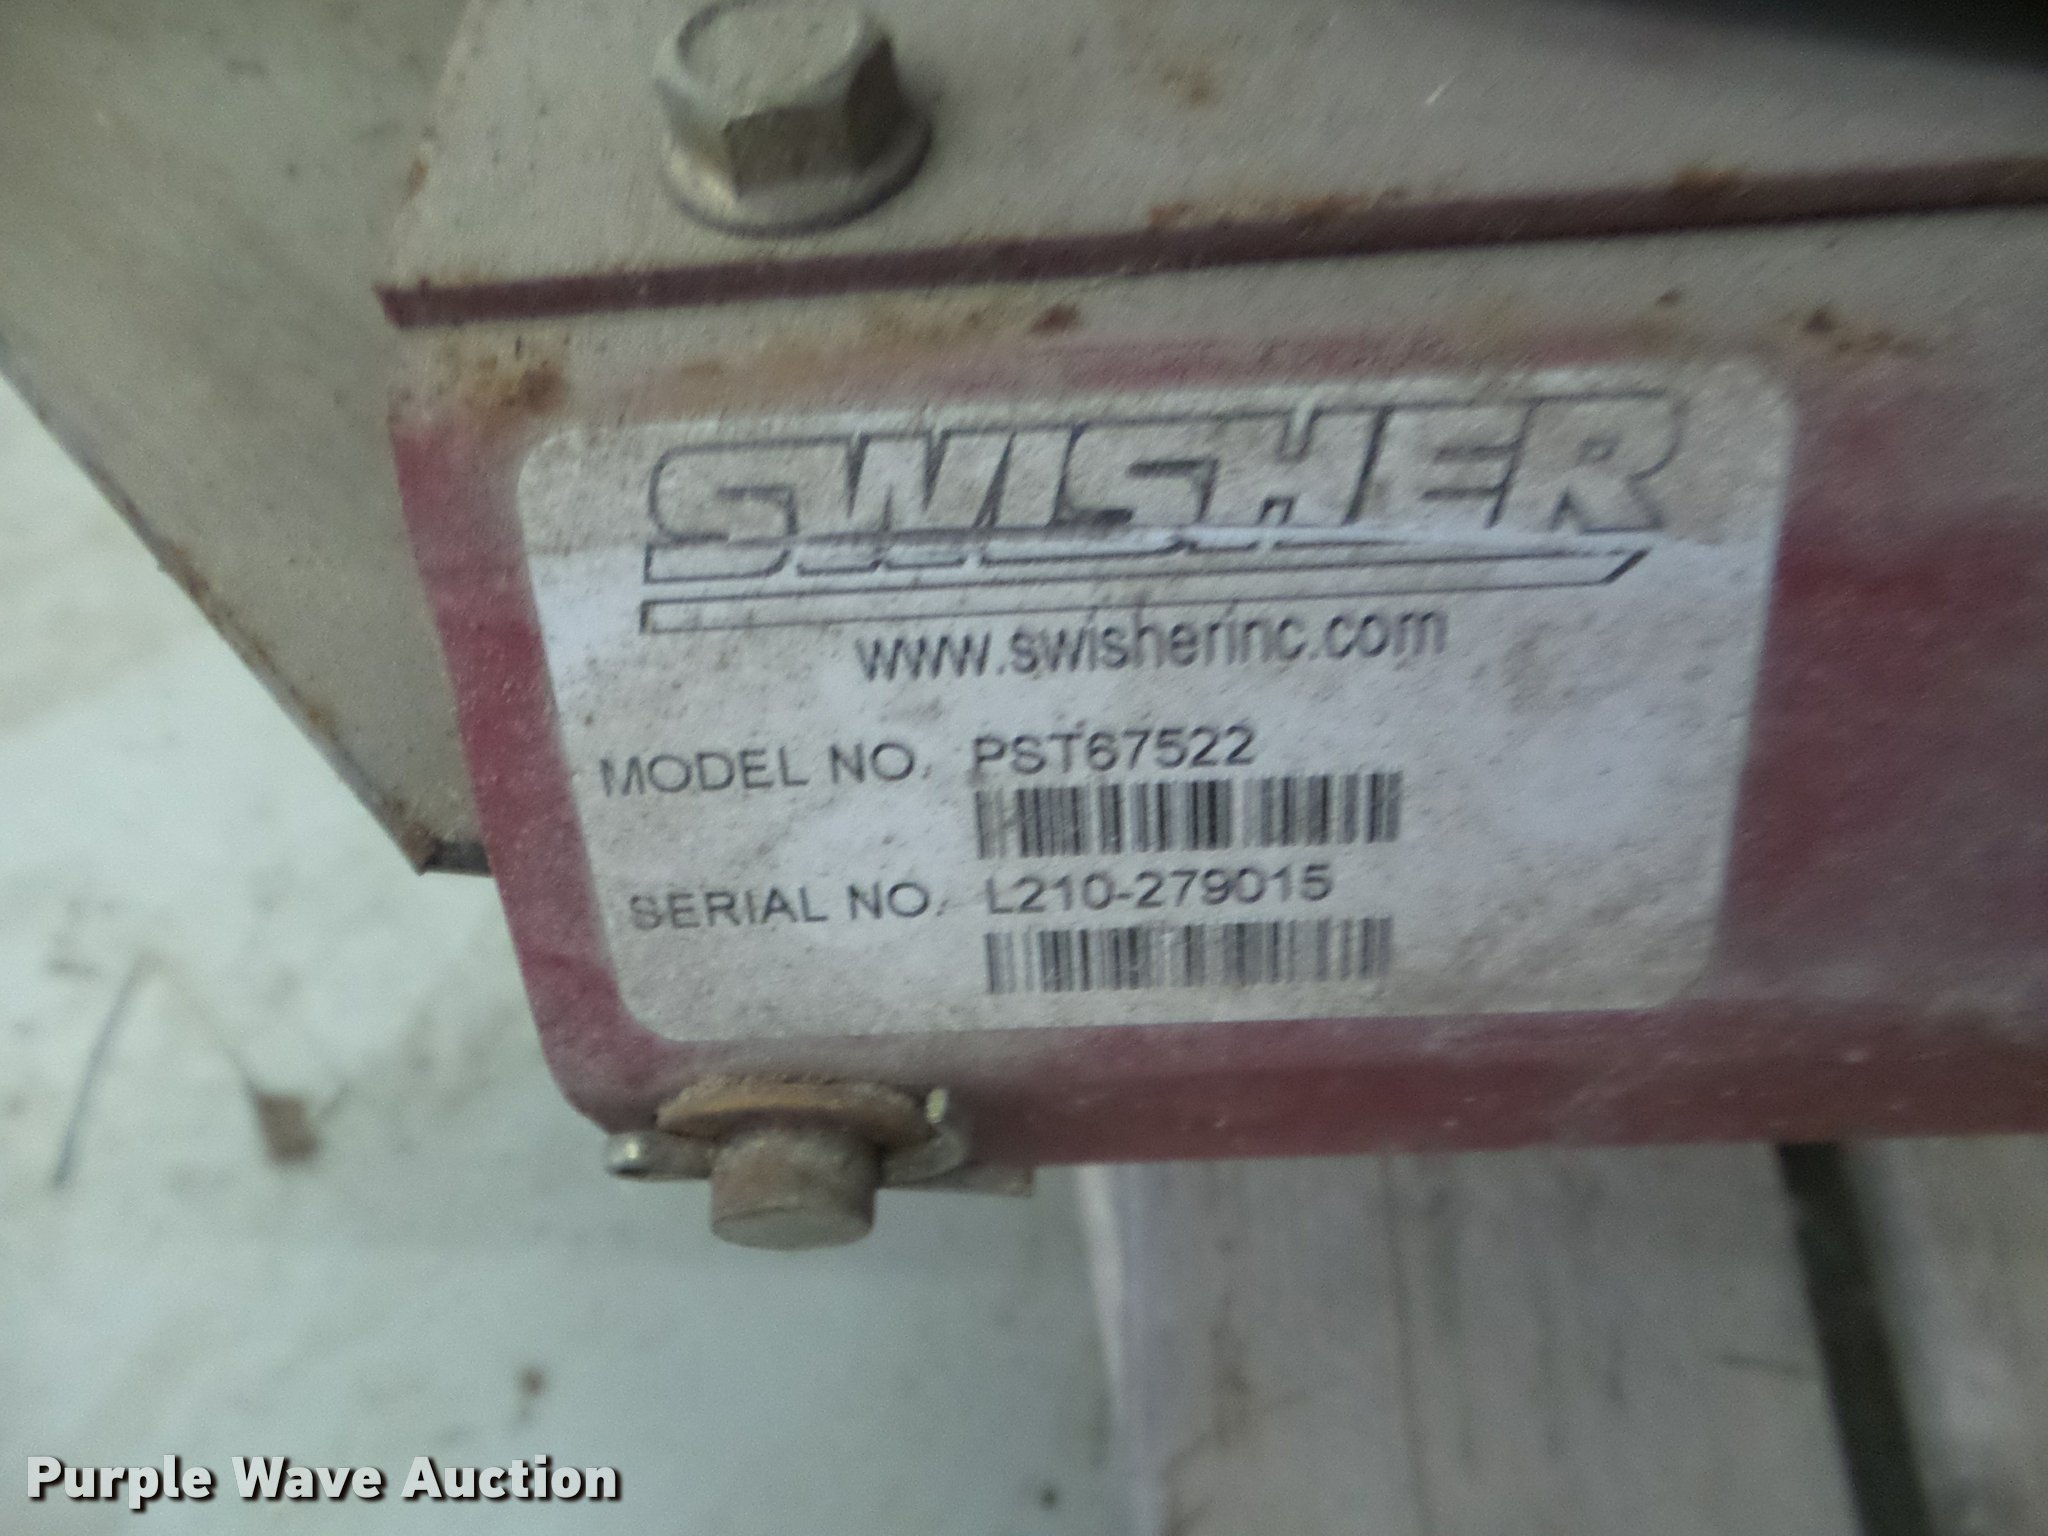 SWISHER
www.swisherinc.com
MODEL NO. PST67522
SERIAL NO. L210-279015
Purple Wave Auction